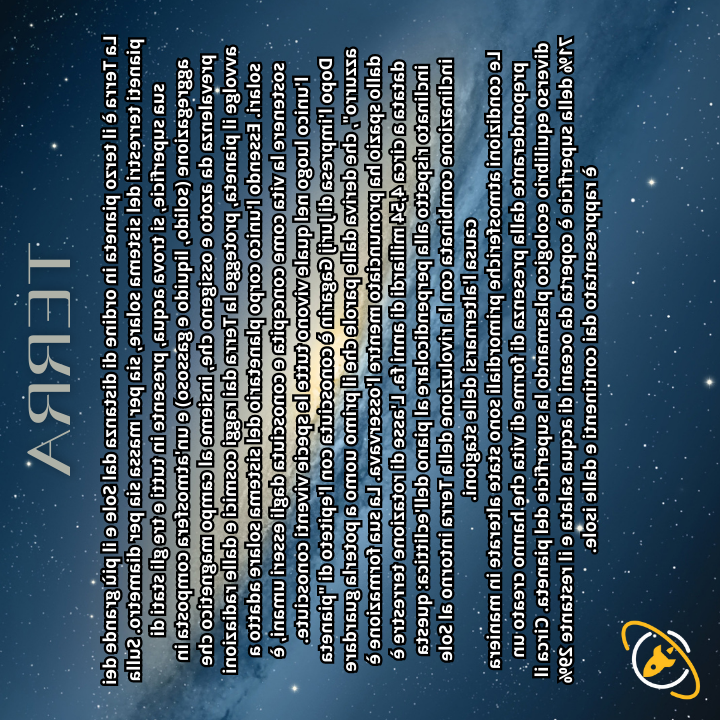 TERRA
La Terra è il terzo pianeta in ordine di distanza dal Sole e il più grande dei
pianeti terrestri del sistema solare, sia per massa sia per diametro. Sulla
sua superficie, si trova acqua, presente in tutti e tre gli stati di
aggregazione (solido, liquido e gassoso) e un'atmosfera composta in
prevalenza da azoto e ossigeno che, insieme al campo magnetico che
avvolge il pianeta, protegge la Terra dai raggi cosmici e dalle radiazioni
solari. Essendo l'unico corpo planetario del sistema solare adatto a
sostenere la vita come concepita e conosciuta dagli esseri umani, è
l'unico luogo nel quale vivono tutte le specie viventi conosciute.
Dopo l'impresa di Jurij Gagarin è conosciuta, non a caso, con l'appellativo di "pianeta
azzurro", che deriva dalle parole che il primo uomo a poterla guardare
dallo spazio ha pronunciato mentre l'osservava. La sua formazione è
datata a circa 4,54 miliardi di anni fa. L'asse di rotazione terrestre è
inclinato rispetto alla perpendicolare al piano dell'eclittica: questa
inclinazione combinata con la rivoluzione della Terra intorno al Sole
causa l'alternarsi delle stagioni.
Le condizioni atmosferiche primordiali sono state alterate in maniera
preponderante dalla presenza di forme di vita che hanno creato un
diverso equilibrio ecologico plasmando la superficie del pianeta. Circa il
71% della superficie è coperta da oceani di acqua salata e il restante 29%
è rappresentato dai continenti e dalle isole.